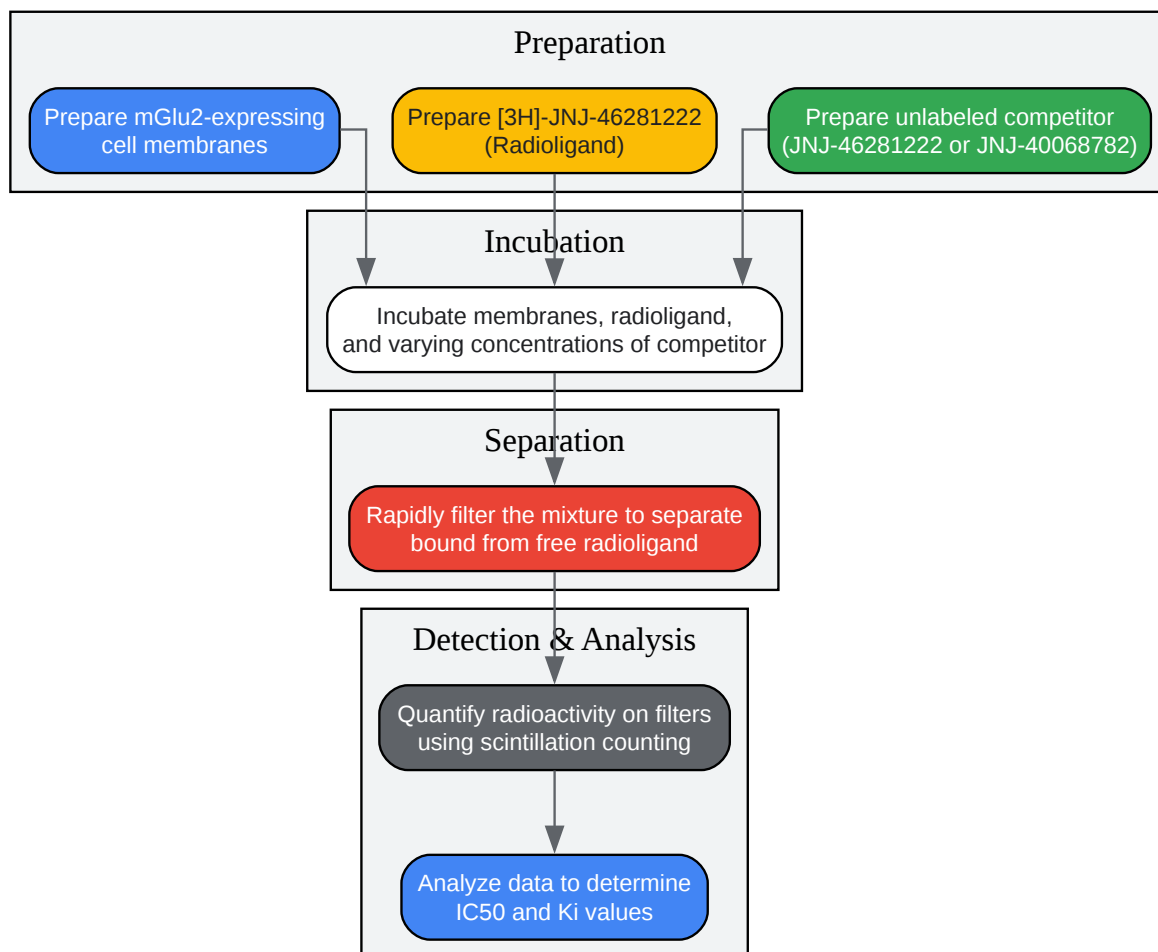 Preparation
Prepare mGlu2-expressing
cell membranes
Prepare [3H]-JNJ-46281222
(Radioligand)
Prepare unlabeled competitor
(JNJ-46281222 or JNJ-40068782)
Incubation
Incubate membranes, radioligand,
and varying concentrations of competitor
Separation
Rapidly filter the mixture to separate
bound from free radioligand
Detection & Analysis
Quantify radioactivity on filters
using scintillation counting
Analyze data to determine
IC50 and Ki values